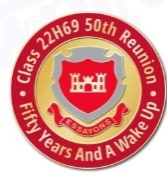 Class 22H69 50th Reunion
ESSAYONS
Fifty Years And A Wake Up